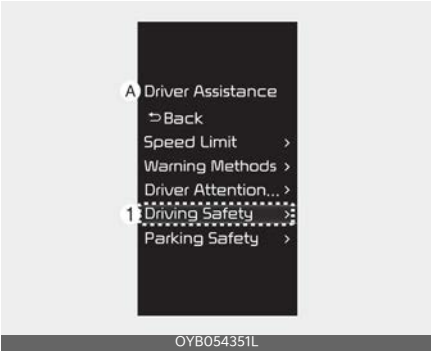 A Driver Assistance
⮌Back
Speed Limit >
Warning Methods >
Driver Attention... >
1 Driving Safety >
Parking Safety >
OYB054351L